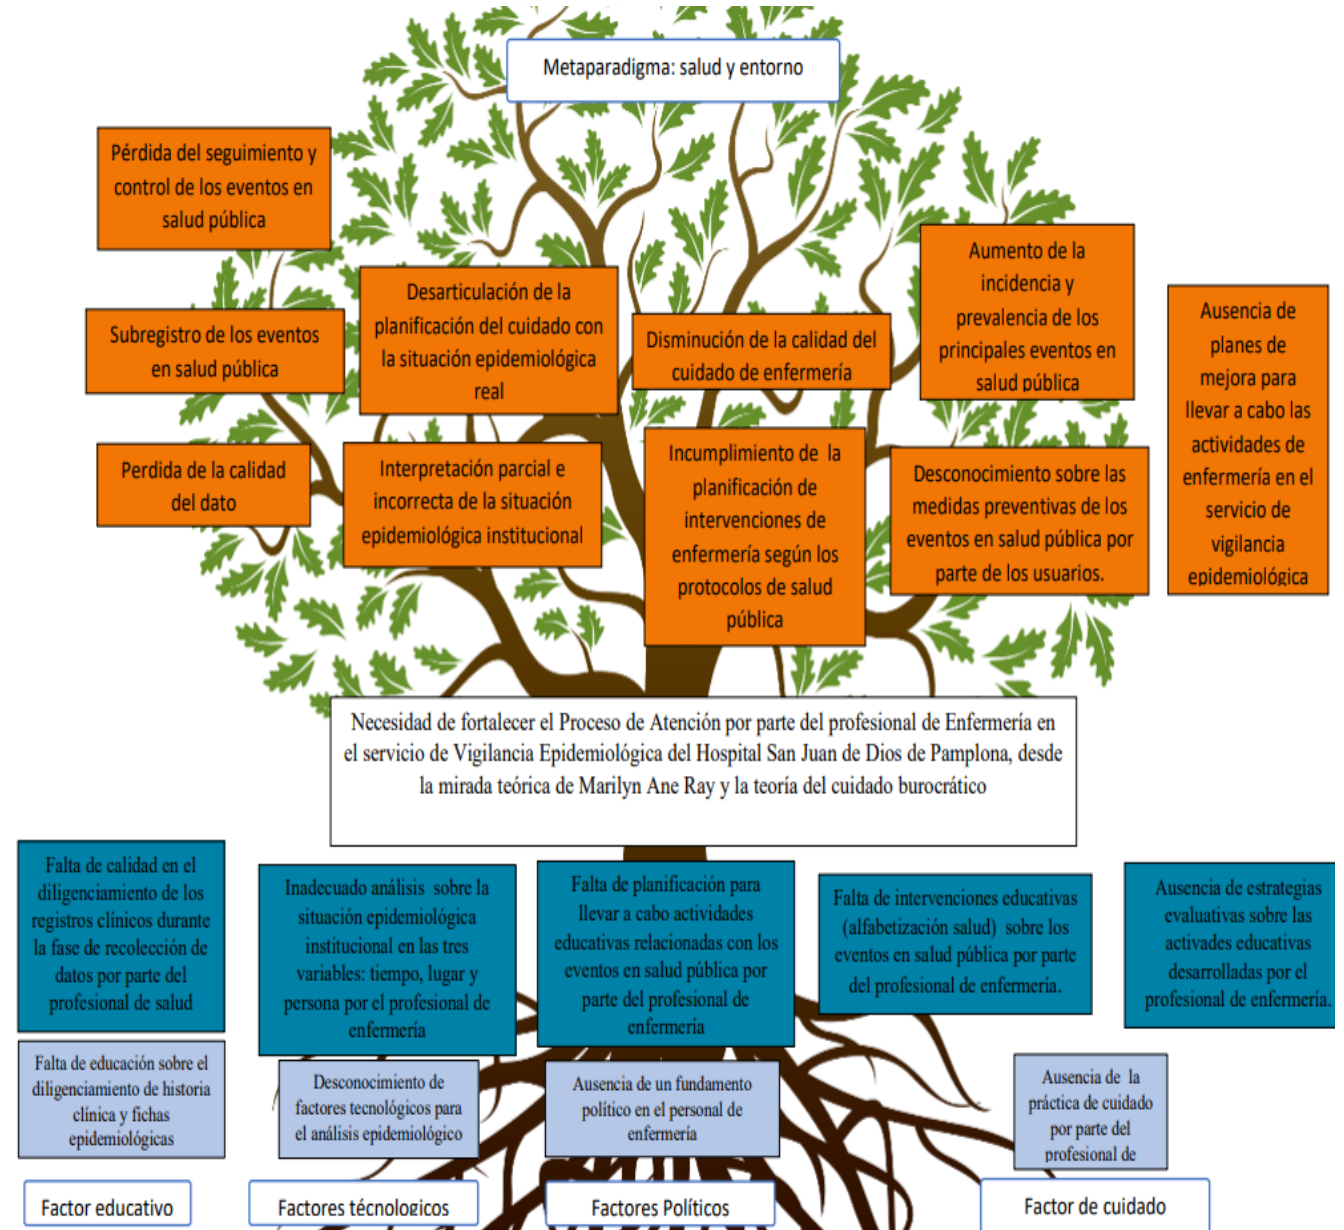 Metaparadigma: salud y entorno
Pérdida del seguimiento y
control de los eventos en
salud pública
Subregistro de los eventos
en salud pública
Perdida de la calidad
del dato
Desarticulación de la
planificación del cuidado con
la situación epidemiológica
real
Interpretación parcial e
incorrecta de la situación
epidemiológica institucional
Disminución de la calidad del
cuidado de enfermería
Incumplimiento de la
planificación de
intervenciones de
enfermería según los
protocolos de salud
pública
Aumento de la
incidencia y
prevalencia de los
principales eventos en
salud pública
Desconocimiento sobre las
medidas preventivas de los
eventos en salud pública por
parte de los usuarios.
Ausencia de
planes de
mejora para
llevar a cabo las
actividades de
enfermería en el
servicio de
vigilancia
epidemiológica
Necesidad de fortalecer el Proceso de Atención por parte del profesional de Enfermería en
el servicio de Vigilancia Epidemiológica del Hospital San Juan de Dios de Pamplona, desde
la mirada teórica de Marilyn Ane Ray y la teoría del cuidado burocrático
Falta de calidad en el
diligenciamiento de los
registros clínicos durante
la fase de recolección de
datos por parte del
profesional de salud
Inadecuado análisis sobre la
situación epidemiológica
institucional en las tres
variables: tiempo, lugar y
persona por el profesional de
enfermería
Falta de planificación para
llevar a cabo actividades
educativas relacionadas con los
eventos en salud pública por
parte del profesional de
enfermería
Falta de intervenciones educativas
(alfabetización salud) sobre los
eventos en salud pública por parte
del profesional de enfermería.
Ausencia de estrategias
evaluativas sobre las
activades educativas
desarrolladas por el
profesional de enfermería.
Falta de educación sobre el
diligenciamiento de historia
clínica y fichas
epidemiológicas
Desconocimiento de
factores tecnológicos para
el análisis epidemiológico
Ausencia de un fundamento
político en el personal de
enfermería
Ausencia de la
práctica de cuidado
por parte del
profesional de
Factor educativo
Factores técnologicos
Factores Políticos
Factor de cuidado